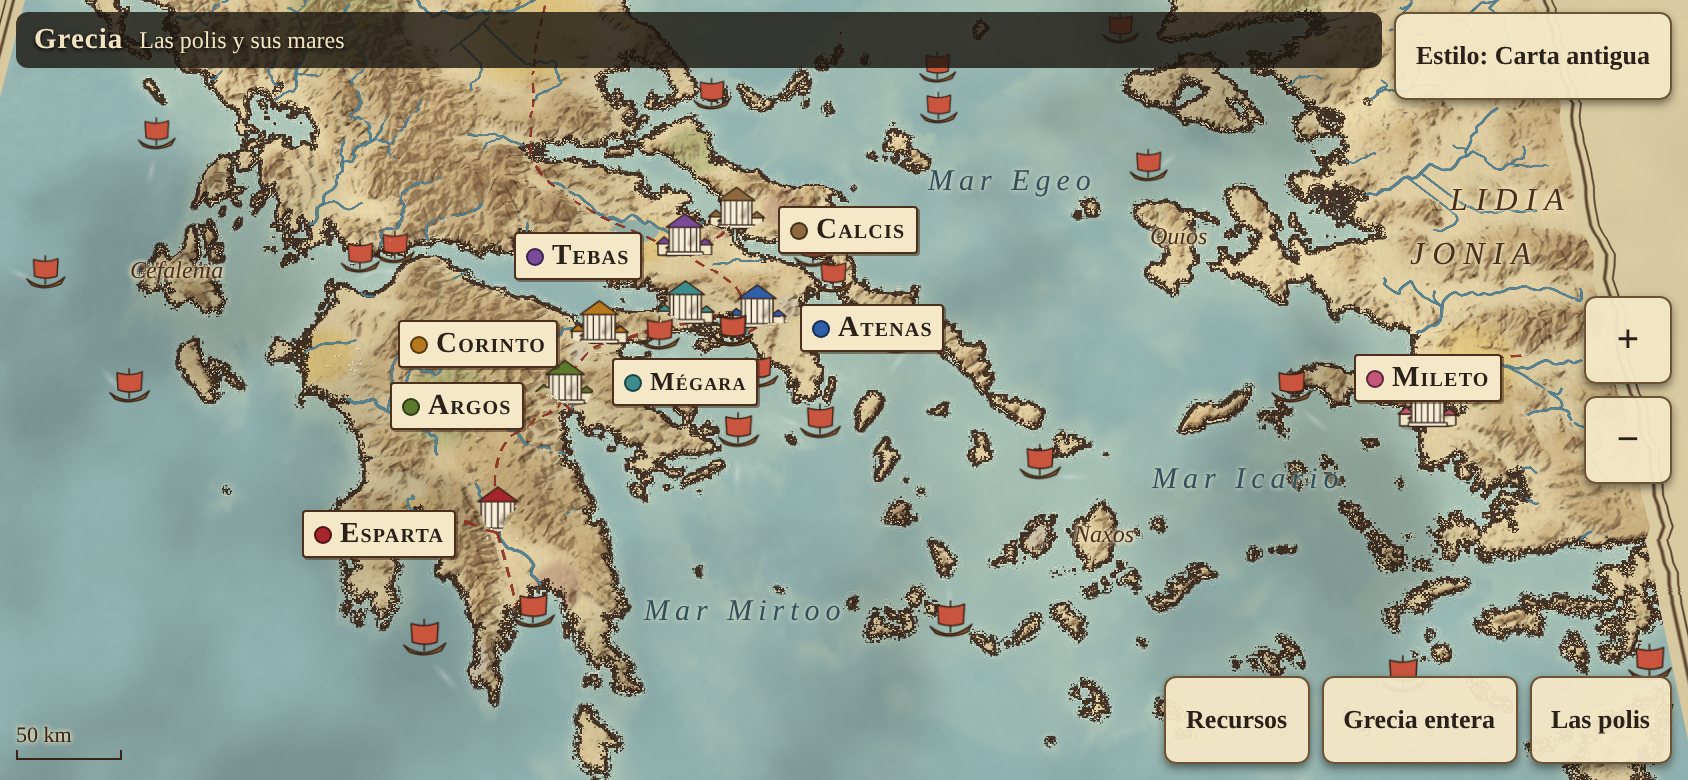 Grecia Las polis y sus mares
Estilo: Carta antigua
Mar Egeo
LIDIA
Calcis
Quíos
Tebas
JONIA
Cefalenia
Atenas
Corinto
+
Mégara
Mileto
Argos
−
Mar Icario
Esparta
Naxos
Mar Mirtoo
50 km
Recursos
Grecia entera
Las polis